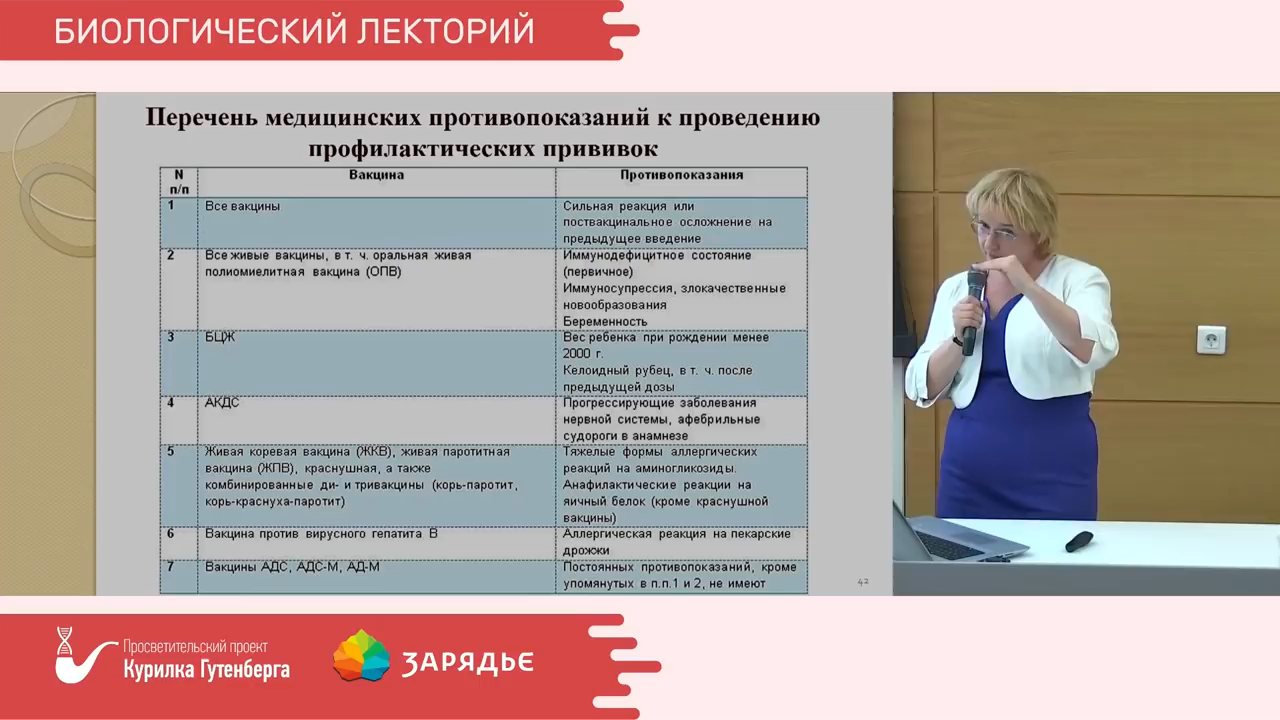 БИОЛОГИЧЕСКИЙ ЛЕКТОРИЙ
Перечень медицинских противопоказаний к проведению
профилактических прививок
N
п/п
Вакцина
Противопоказания
1
Все вакцины
Сильная реакция или
поствакцинальное осложнение на
предыдущее введение
2
Все живые вакцины, в т. ч. оральная живая
полиомиелитная вакцина (ОПВ)
Иммунодефицитное состояние
(первичное)
Иммуносупрессия, злокачественные
новообразования
Беременность
3
БЦЖ
Вес ребенка при рождении менее
2000 г.
Келоидный рубец, в т. ч. после
предыдущей дозы
4
АКДС
Прогрессирующие заболевания
нервной системы, афебрильные
судороги в анамнезе
5
Живая коревая вакцина (ЖКВ), живая паротитная
вакцина (ЖПВ), краснушная, а также
комбинированные ди- и тривакцины (корь-паротит,
корь-краснуха-паротит)
Тяжелые формы аллергических
реакций на аминогликозиды.
Анафилактические реакции на
яичный белок (кроме краснушной
вакцины)
6
Вакцина против вирусного гепатита В
Аллергическая реакция на пекарские
дрожжи
7
Вакцины АДС, АДС-М, АД-М
Постоянных противопоказаний, кроме
упомянутых в п.п.1 и 2, не имеют
42
Просветительский проект
Курилка Гутенберга
ЗАРЯДЬЕ